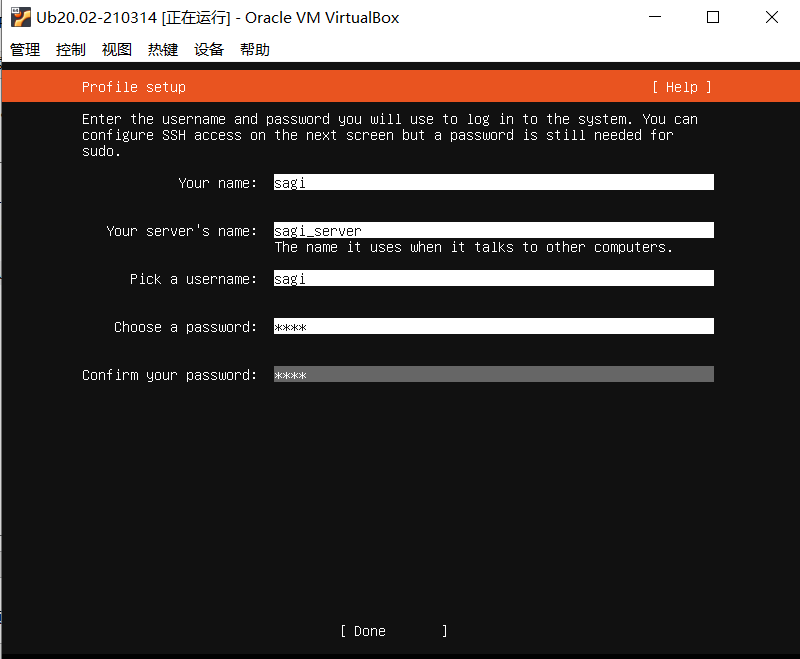 Ub20.02-210314 [正在运行] - Oracle VM VirtualBox
管理 控制 视图 热键 设备 帮助
Profile setup [ Help ]
Enter the username and password you will use to log in to the system. You can
configure SSH access on the next screen but a password is still needed for
sudo.
Your name: sagi
Your server's name: sagi_server
The name it uses when it talks to other computers.
Pick a username: sagi
Choose a password: ****
Confirm your password: ****
[ Done ]